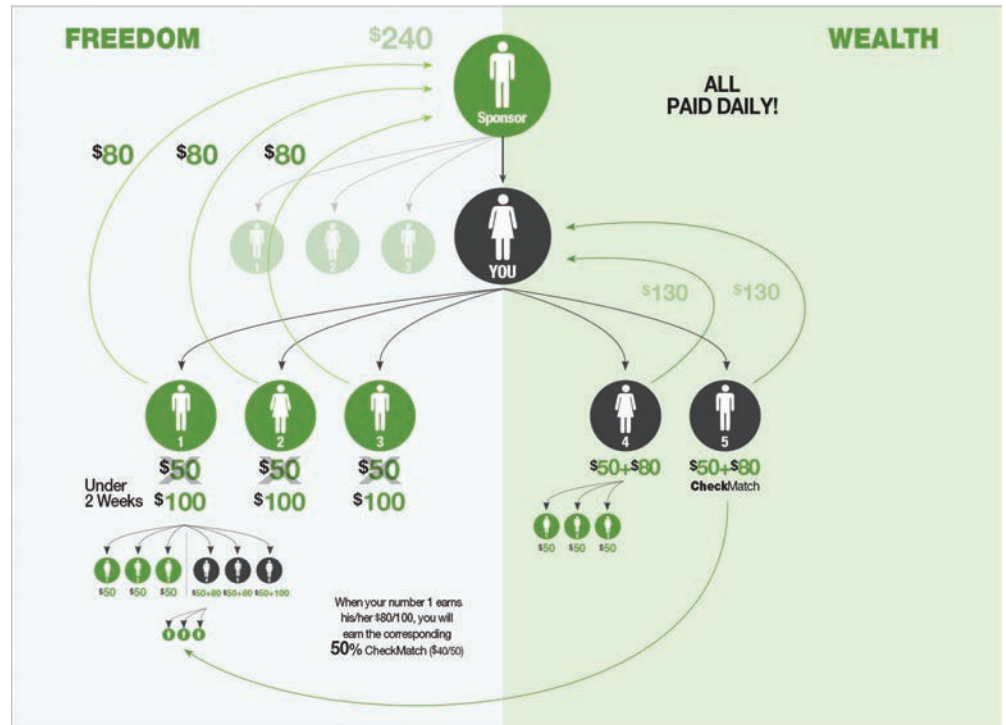 FREEDOM
$240
WEALTH
ALL
PAID DAILY!
Sponsor
$80
$80
$80
1
2
3
YOU
$130
$130
1
2
3
4
5
$50
$50
$50
$50+$80
$50+$80
CheckMatch
Under
2 Weeks
$100
$100
$100
$50
$50
$50
$50
$50
$50
$50+80
$50+80
$50+100
When your number 1 earns
his/her $80/100, you will
earn the corresponding
50% CheckMatch ($40/50)